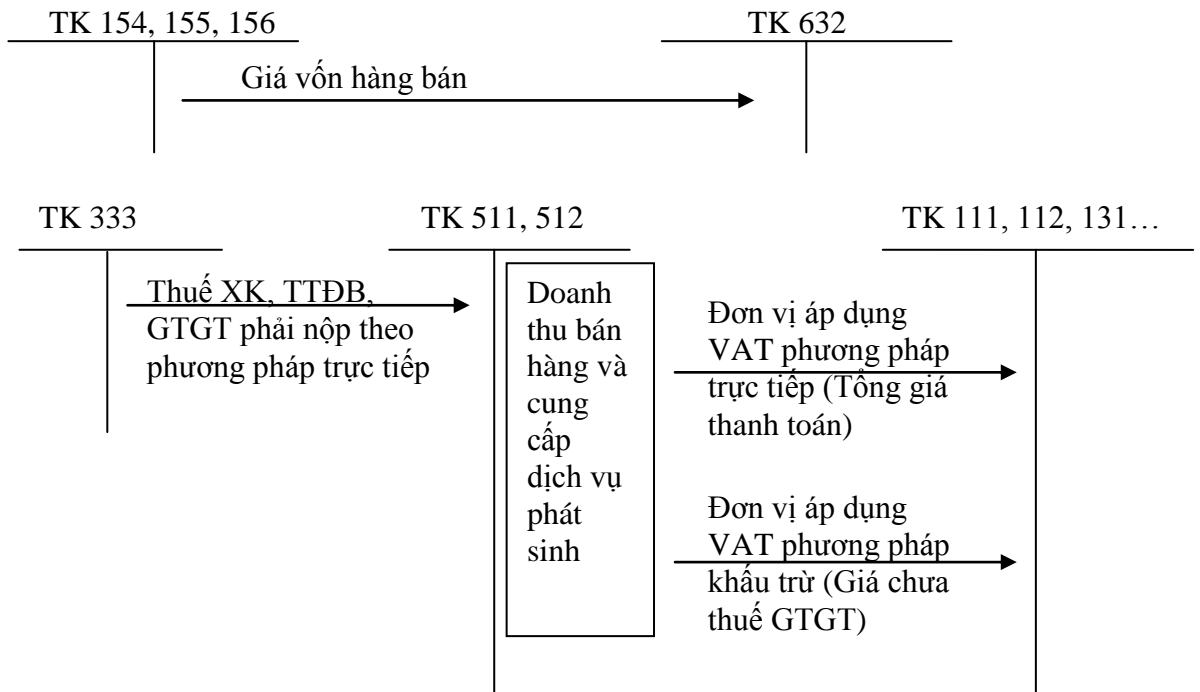 TK 154, 155, 156
TK 632
Giá vốn hàng bán
TK 333
TK 511, 512
TK 111, 112, 131…
Thuế XK, TTĐB,
GTGT phải nộp theo
phương pháp trực tiếp
Doanh
thu bán
hàng và
cung
cấp
dịch vụ
phát
sinh
Đơn vị áp dụng
VAT phương pháp
trực tiếp (Tổng giá
thanh toán)
Đơn vị áp dụng
VAT phương pháp
khấu trừ (Giá chưa
thuế GTGT)